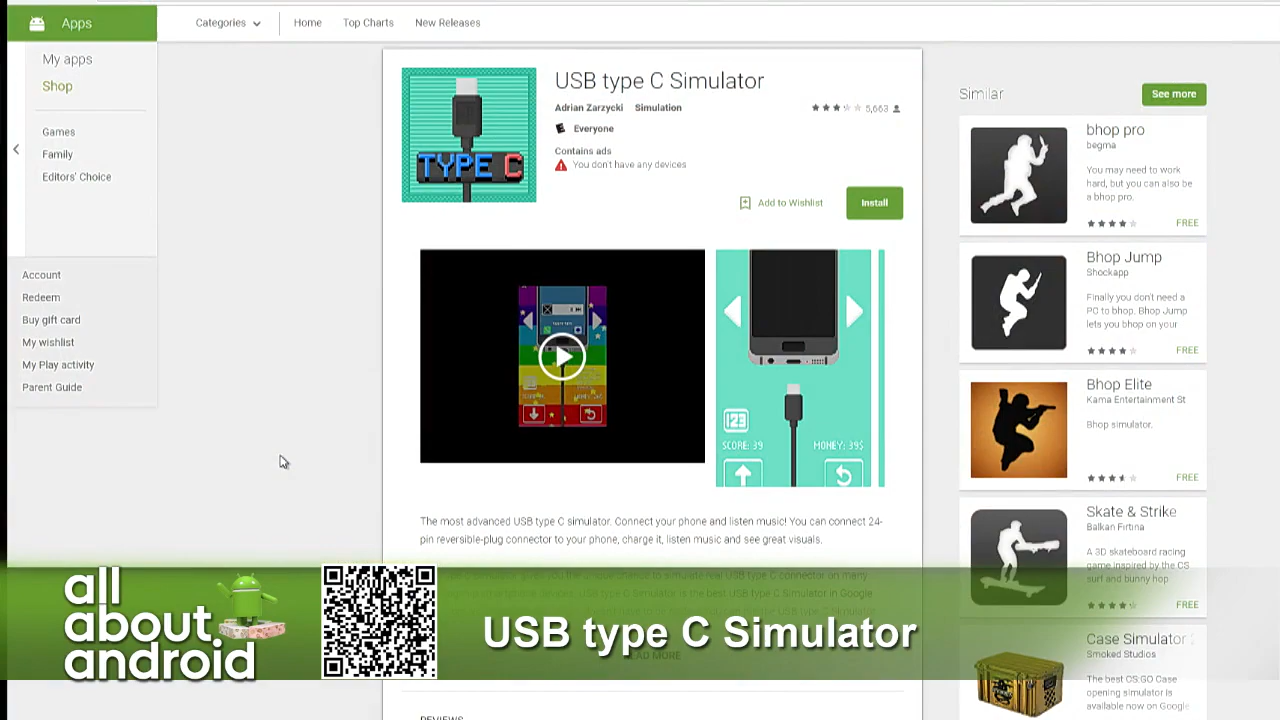 Apps
Categories
Home
Top Charts
New Releases
My apps
Shop
Games
Family
Editors' Choice
Account
Redeem
Buy gift card
My wishlist
My Play activity
Parent Guide
TYPE C
USB type C Simulator
Adrian Zarzycki Simulation
5,663
Everyone
Contains ads
You don't have any devices
Add to Wishlist
Install
123
SCORE: 39
MONEY: 39$
The most advanced USB type C simulator. Connect your phone and listen music! You can connect 24-
pin reversible-plug connector to your phone, charge it, listen music and see great visuals.
READ MORE
REVIEWS
Similar
See more
bhop pro
begma
You may need to work
hard, but you can also be
a bhop pro.
FREE
Bhop Jump
Shockapp
Finally you don't need a
PC to bhop. Bhop Jump
lets you bhop on your
FREE
Bhop Elite
Kama Entertainment St
Bhop simulator.
FREE
Skate & Strike
Balkan Fırtına
A 3D skateboard racing
game inspired by the CS
surf and bunny hop
FREE
Case Simulator 2
Smoked Studios
The best CS:GO Case
opening simulator is
available now on Google
all
about
android
USB type C Simulator